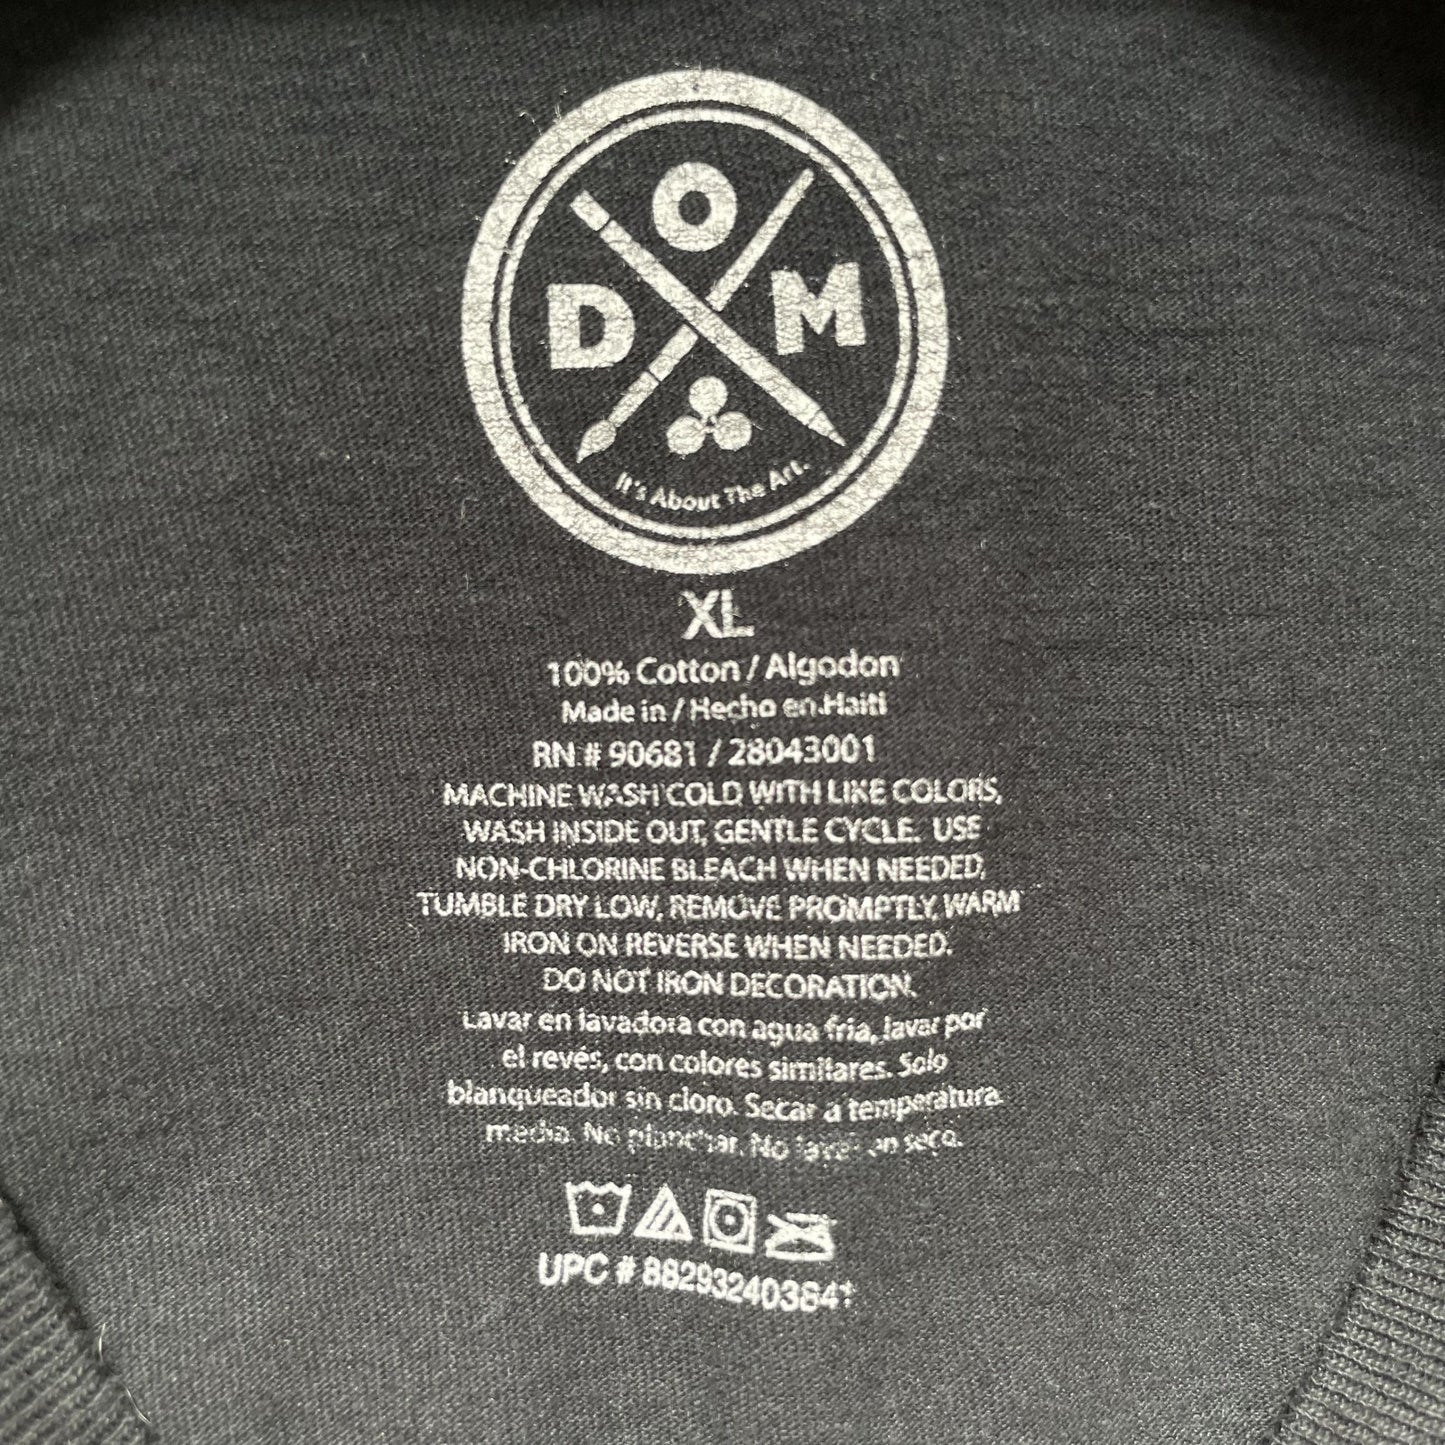 O
D M
It's About The Art.
XL
100% Cotton / Algodon
Made in / Hecho en Haiti
RN # 90681 / 28043001
MACHINE WASH COLD WITH LIKE COLORS,
WASH INSIDE OUT, GENTLE CYCLE. USE
NON-CHLORINE BLEACH WHEN NEEDED,
TUMBLE DRY LOW, REMOVE PROMPTLY, WARM
IRON ON REVERSE WHEN NEEDED.
DO NOT IRON DECORATION.
Lavar en lavadora con agua fria, lavar por
el revés, con colores similares. Solo
blanqueador sin cloro. Secar a temperatura
media. No planchar. No lavar en seco.
UPC #